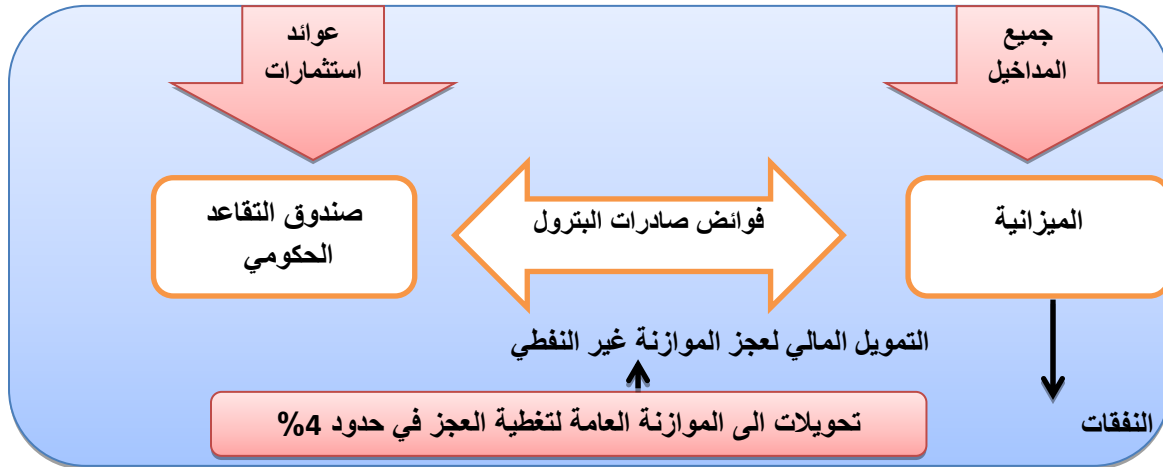 جميع
المداخيل
عوائد
استثمارات
الميزانية
فوائض صادرات البترول
صندوق التقاعد
الحكومي
التمويل المالي لعجز الموازنة غير النفطي
تحويلات الى الموازنة العامة لتغطية العجز في حدود 4%
النفقات